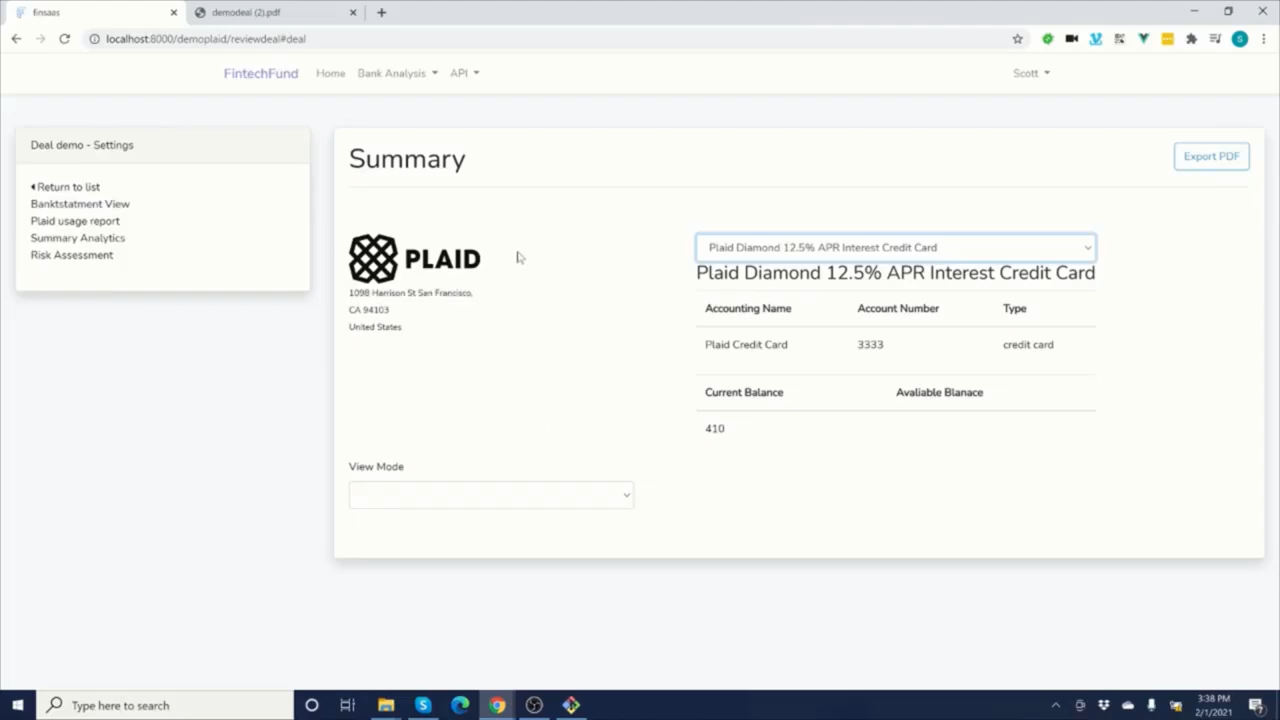 finsaas
demodeal (2).pdf
localhost:8000/demoplaid/reviewdeal#deal
FintechFund
Home
Bank Analysis
API
Scott
Deal demo - Settings
Return to list
Banktstatment View
Plaid usage report
Summary Analytics
Risk Assessment
Summary
Export PDF
PLAID
1098 Harrison St San Francisco,
CA 94103
United States
Plaid Diamond 12.5% APR Interest Credit Card
Plaid Diamond 12.5% APR Interest Credit Card
Accounting Name Account Number Type
Plaid Credit Card 3333 credit card
Current Balance Avaliable Blanace
410
View Mode
Type here to search
3:38 PM
2/1/2021